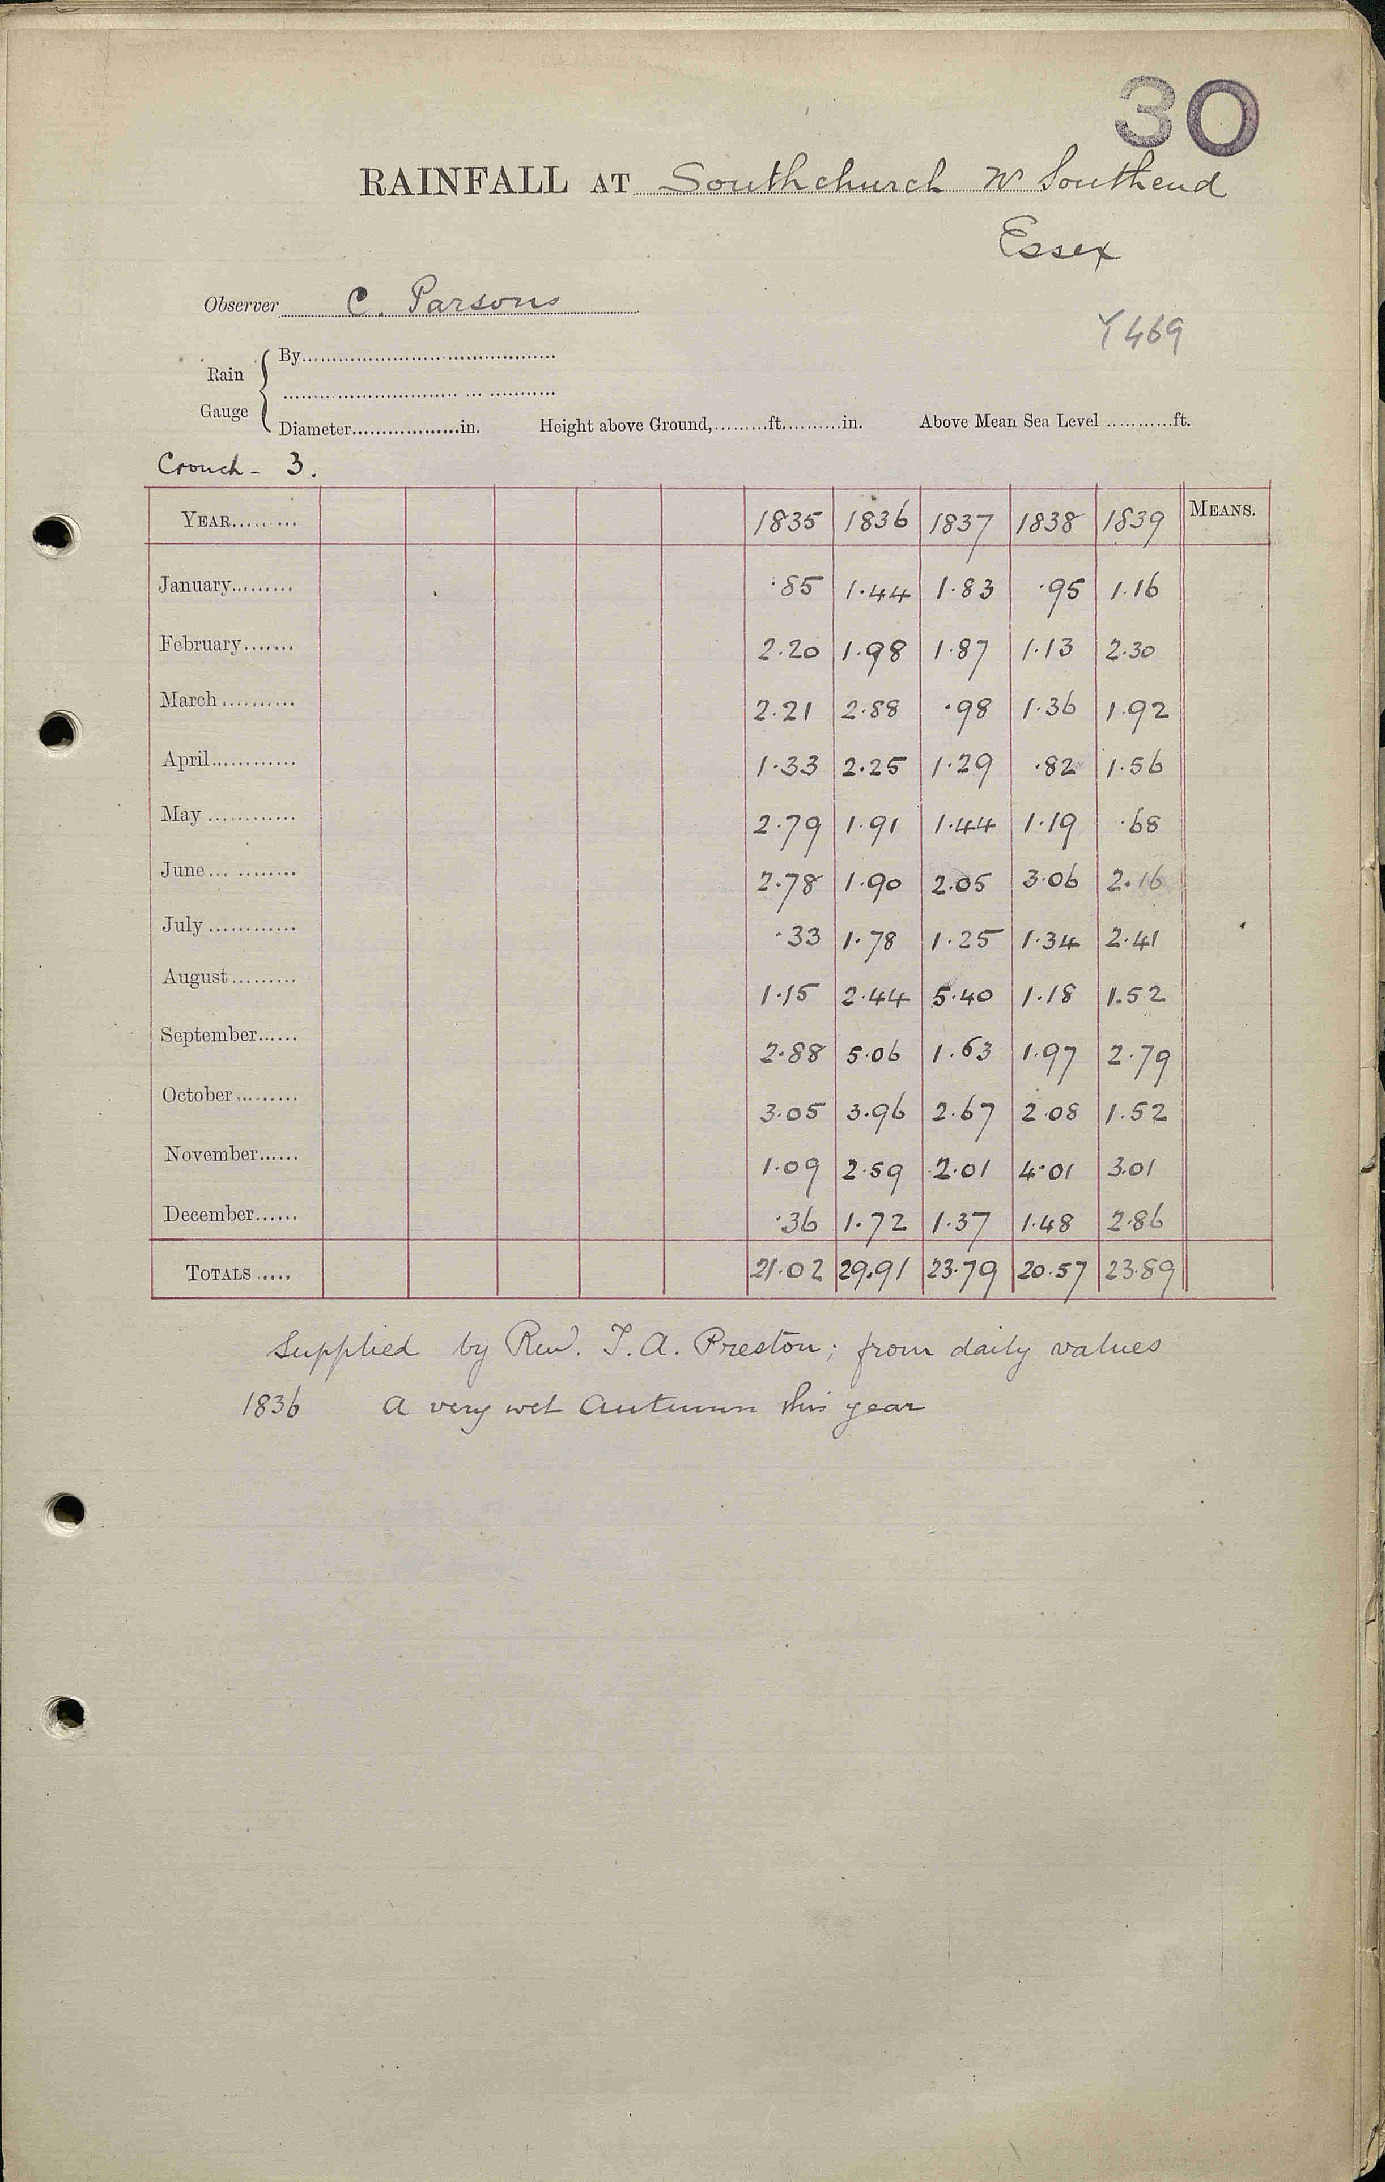 30
RAINFALL AT Southchurch Nr Southend
Essex
Observer C. Parsons
Y469
Rain Gauge { By
Diameter in. Height above Ground, ft. in. Above Mean Sea Level ft.
Crouch - 3.
YEAR 1835 1836 1837 1838 1839 MEANS.
January ·85 1·44 1·83 ·95 1·16
February 2·20 1·98 1·87 1·13 2·30
March 2·21 2·88 ·98 1·36 1·92
April 1·33 2·25 1·29 ·82 1·56
May 2·79 1·91 1·44 1·19 ·68
June 2·78 1·90 2·05 3·06 2·16
July ·33 1·78 1·25 1·34 2·41
August 1·15 2·44 5·40 1·18 1·52
September 2·88 5·06 1·63 1·97 2·79
October 3·05 3·96 2·67 2·08 1·52
November 1·09 2·59 2·01 4·01 3·01
December ·36 1·72 1·37 1·48 2·86
TOTALS 21·02 29·91 23·79 20·57 23·89
Supplied by Rev. T. A. Preston; from daily values
1836 A very wet Autumn this year